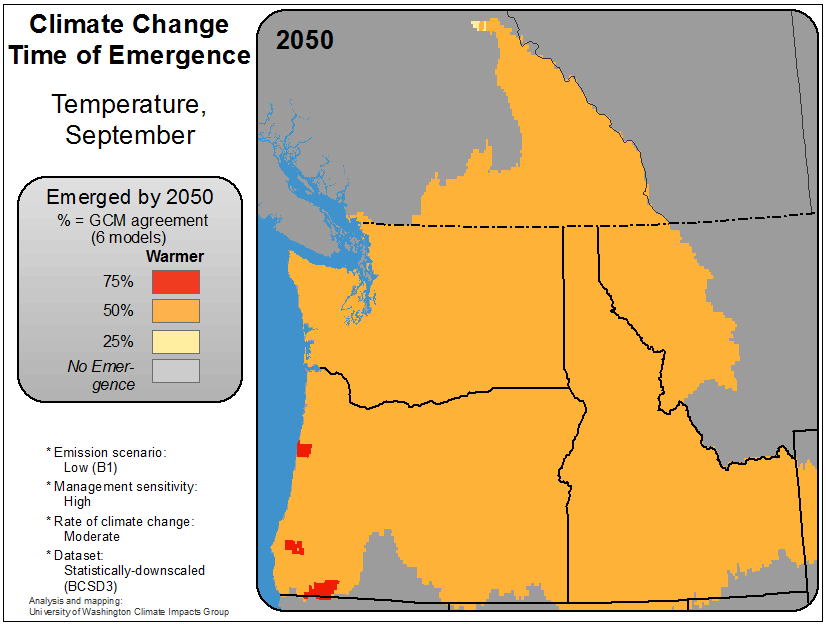 Climate Change
Time of Emergence
Temperature,
September
Emerged by 2050
% = GCM agreement
(6 models)
Warmer
75%
50%
25%
No Emer-
gence
* Emission scenario:
Low (B1)
* Management sensitivity:
High
* Rate of climate change:
Moderate
* Dataset:
Statistically-downscaled
(BCSD3)
Analysis and mapping:
University of Washington Climate Impacts Group
2050